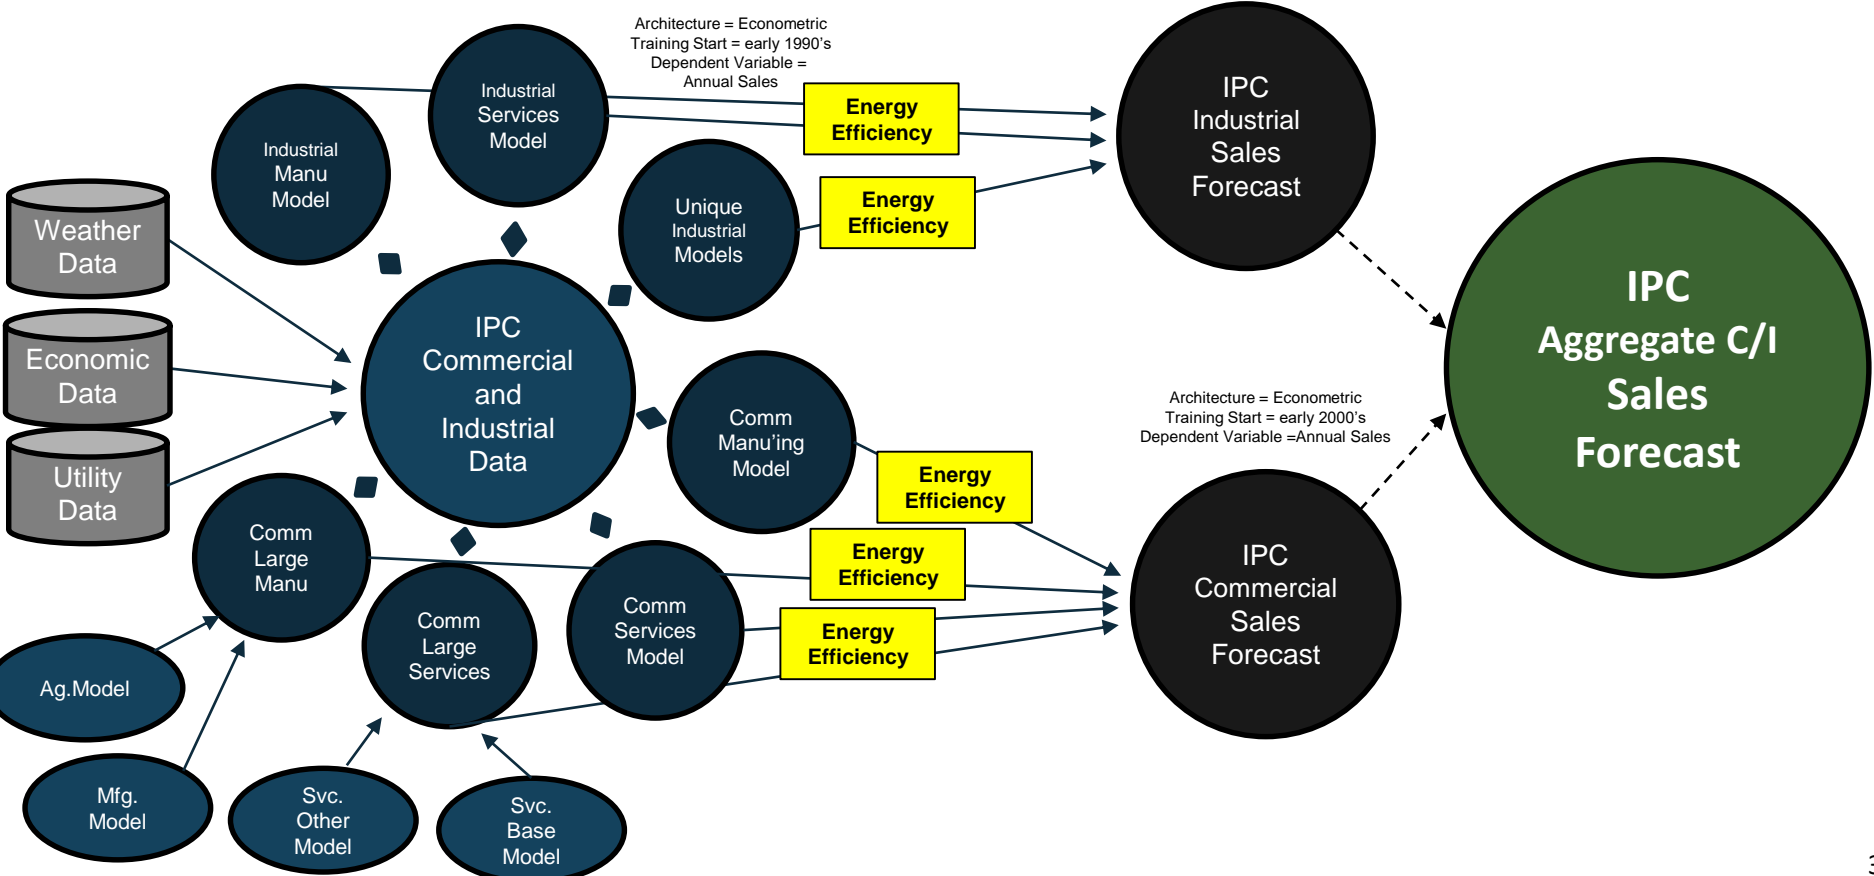 Architecture = Econometric
Training Start = early 1990's
Dependent Variable =
Annual Sales
Industrial
Services
Model
Industrial
Manu
Model
Unique
Industrial
Models
Energy
Efficiency
Energy
Efficiency
IPC
Industrial
Sales
Forecast
Weather
Data
Economic
Data
Utility
Data
IPC
Commercial
and
Industrial
Data
IPC
Aggregate C/I
Sales
Forecast
Architecture = Econometric
Training Start = early 2000's
Dependent Variable =Annual Sales
Comm
Manu'ing
Model
Energy
Efficiency
Energy
Efficiency
Energy
Efficiency
IPC
Commercial
Sales
Forecast
Comm
Large
Manu
Comm
Large
Services
Comm
Services
Model
Ag.Model
Mfg.
Model
Svc.
Other
Model
Svc.
Base
Model